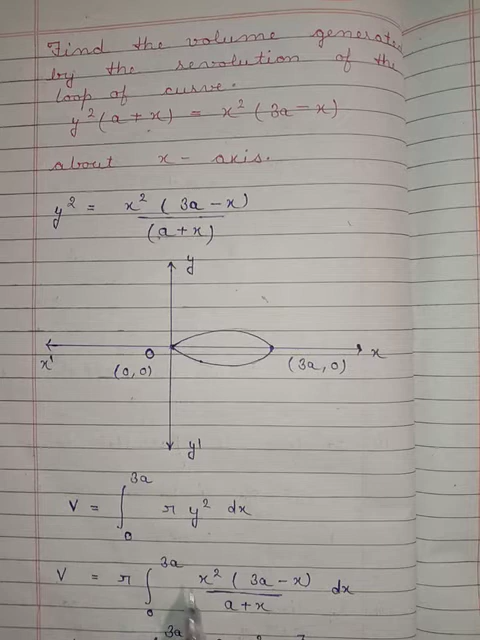 Find the volume generated
by the revolution of the
loop of curve.
y²(a+x) = x²(3a-x)
about x-axis.
y² = x²(3a-x) / (a+x)
y
x' O x
(0,0) (3a,0)
y'
V = ∫₀³ᵃ π y² dx
V = π ∫₀³ᵃ x²(3a-x) / a+x dx
3a